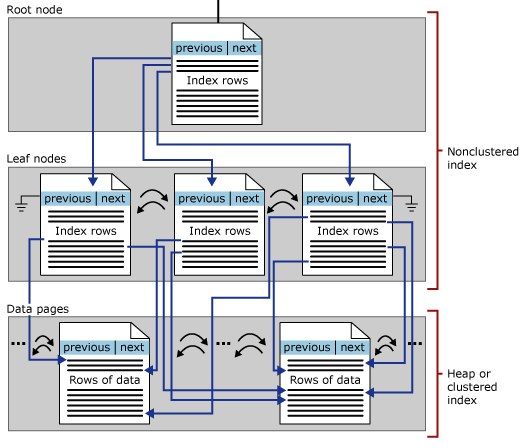 Root node
previous next
Index rows
Nonclustered
index
Leaf nodes
previous next
Index rows
previous next
Index rows
previous next
Index rows
Data pages
...
previous next
Rows of data
...
previous next
Rows of data
...
Heap or
clustered
index